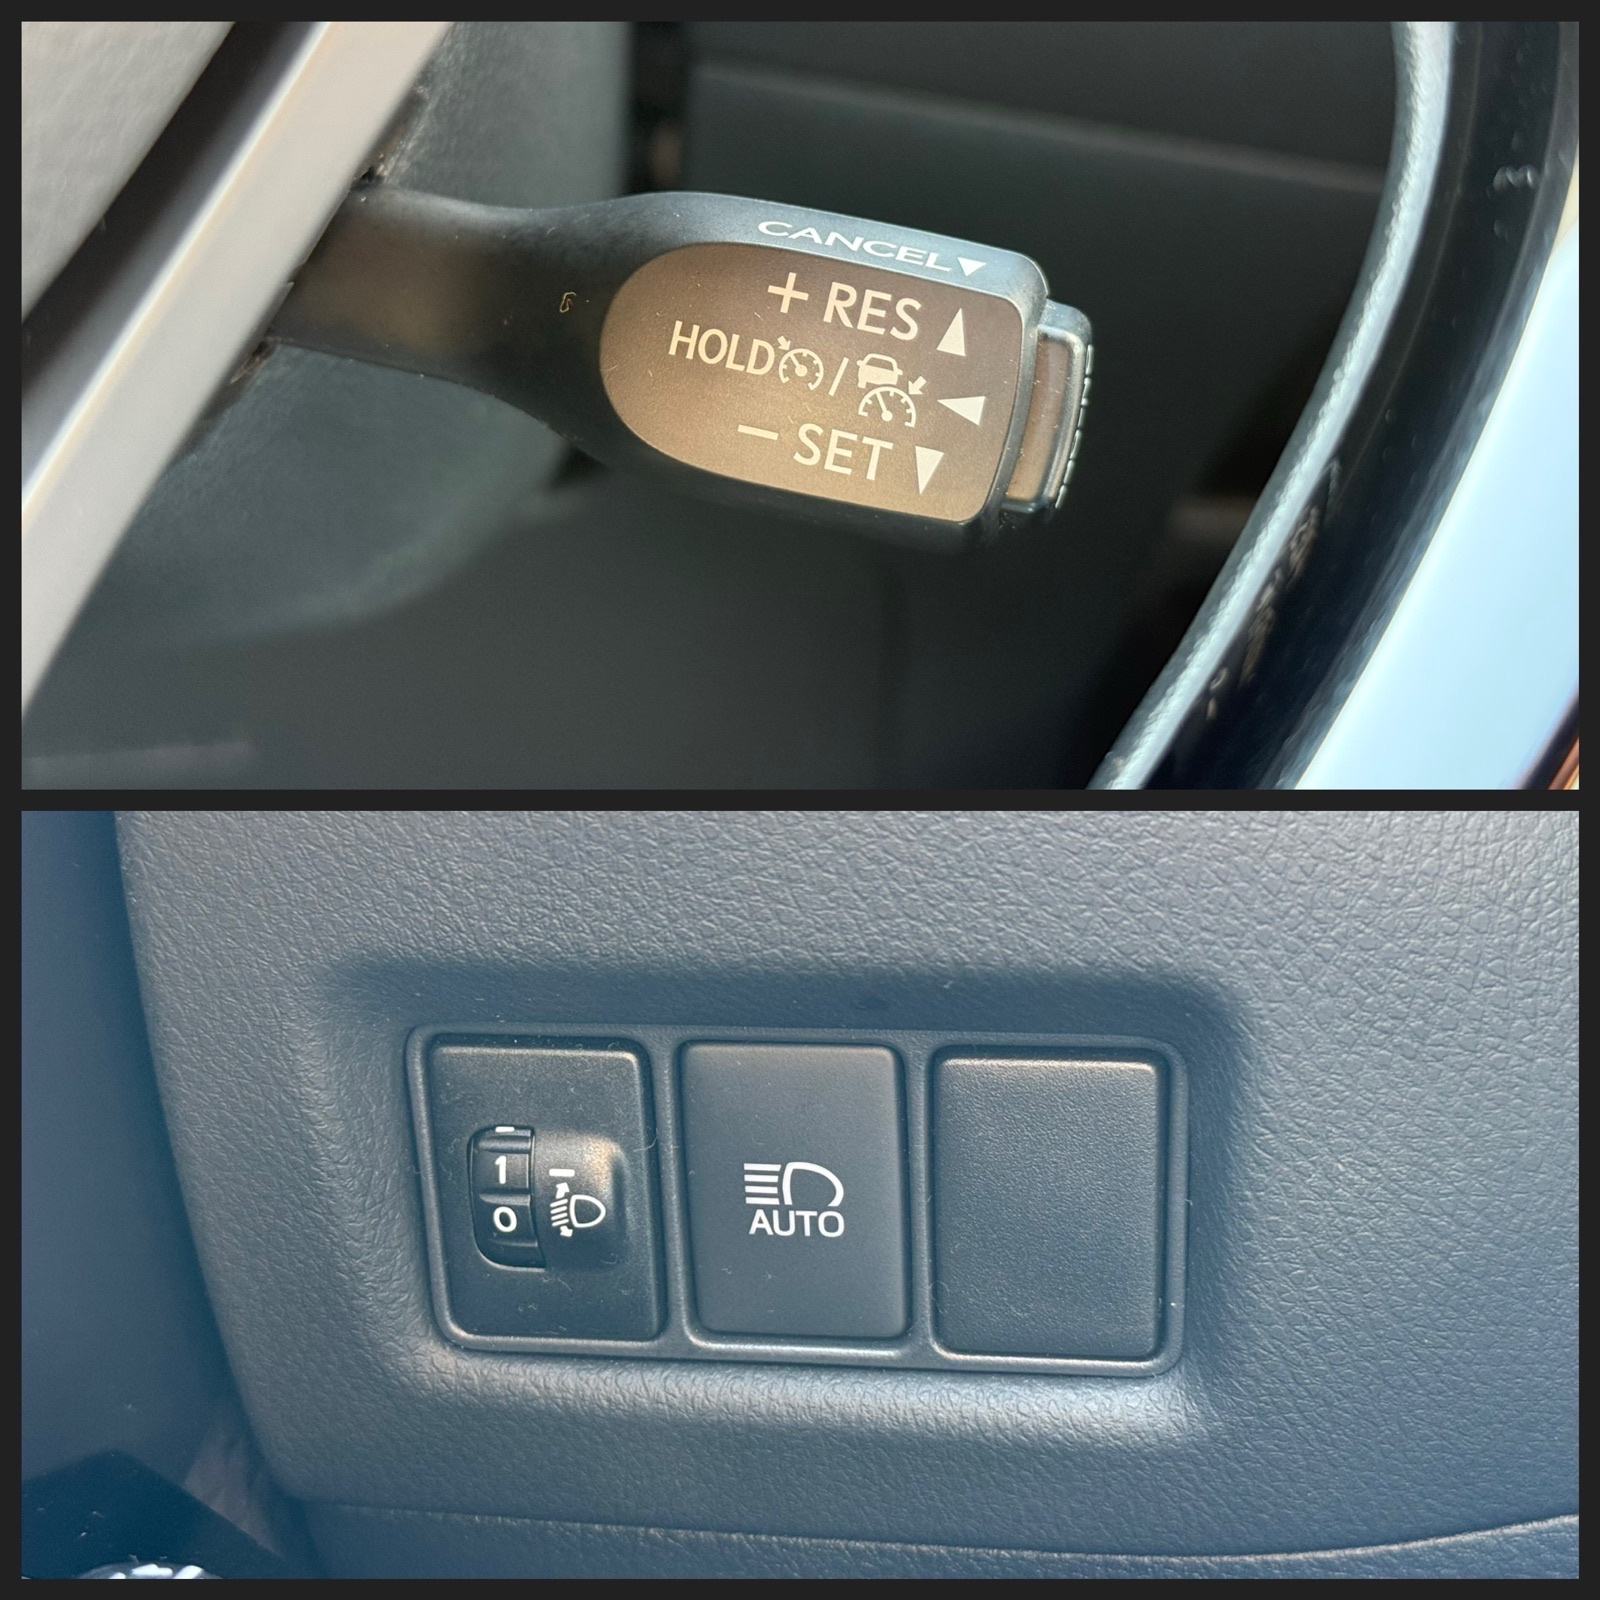 CANCEL▼
+ RES ▲
HOLD / ◀
− SET ▼
1
0
AUTO